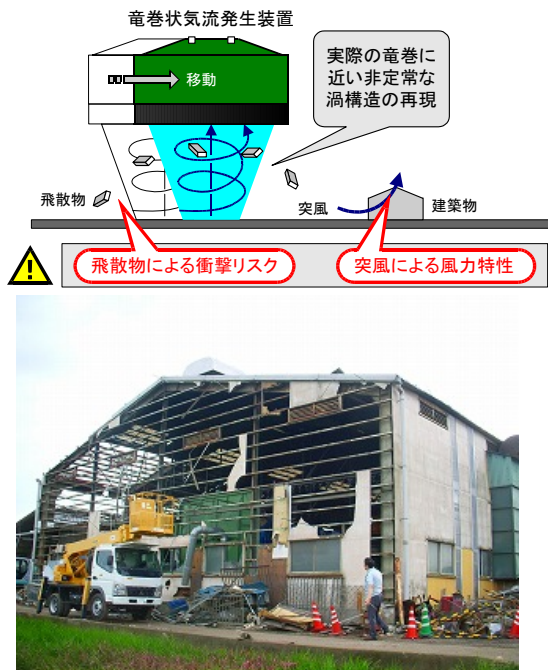 竜巻状気流発生装置
移動
実際の竜巻に
近い非定常な
渦構造の再現
飛散物
突風
建築物
飛散物による衝撃リスク
突風による風力特性